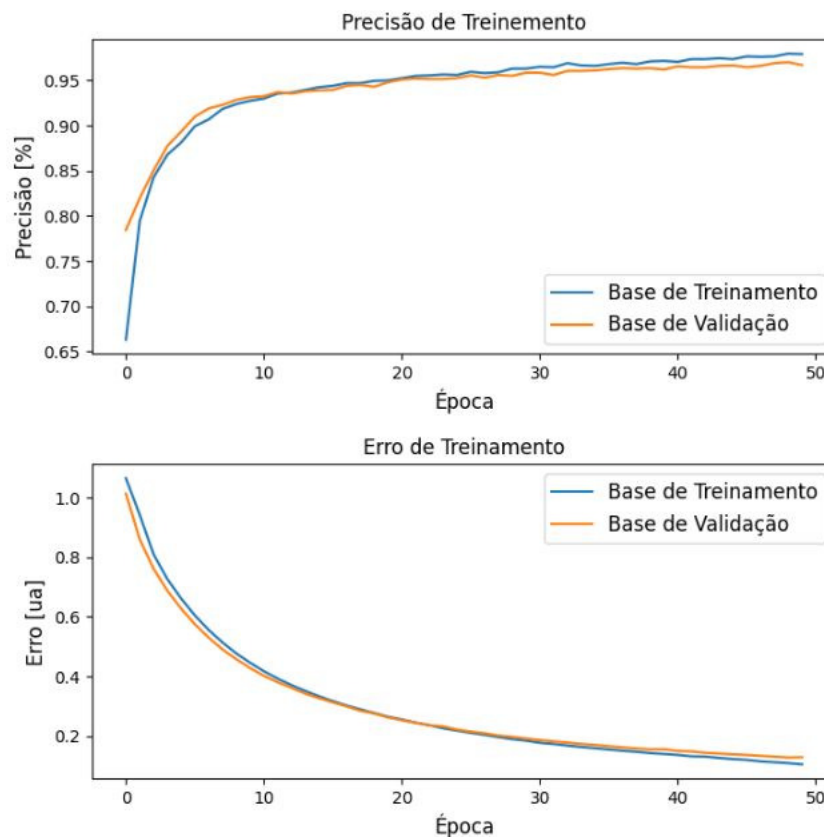 Precisão de Treinemento
Precisão [%]
0.95
0.90
0.85
0.80
0.75
0.70
0.65
Base de Treinamento
Base de Validação
0 10 20 30 40 50
Época
Erro de Treinamento
Erro [ua]
1.0
0.8
0.6
0.4
0.2
Base de Treinamento
Base de Validação
0 10 20 30 40 50
Época